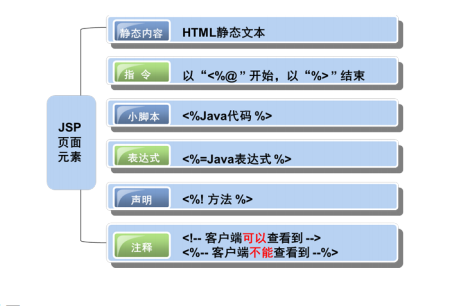 JSP
页面
元素
静态内容 HTML静态文本
指 令 以“<%@ ”开始，以“%>”结束
小脚本 <%Java代码 %>
表达式 <%=Java表达式 %>
声明 <%! 方法 %>
注释 <!-- 客户端可以查看到 -->
<%-- 客户端不能查看到 --%>